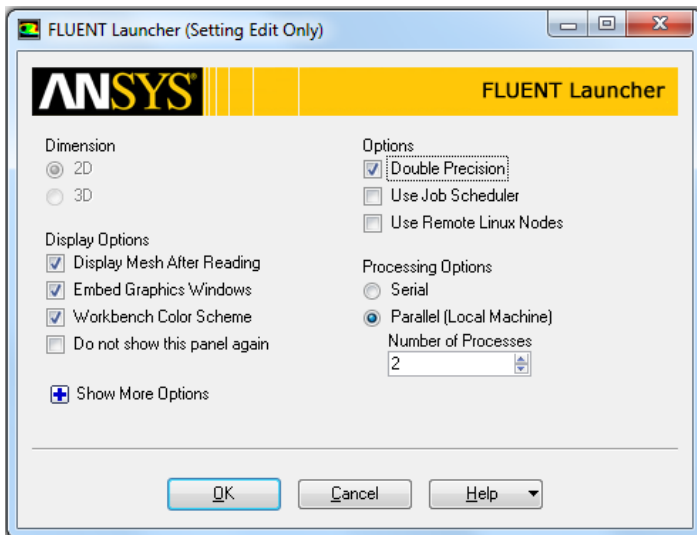 FLUENT Launcher (Setting Edit Only)
ANSYS®
FLUENT Launcher
Dimension
2D
3D
Display Options
Display Mesh After Reading
Embed Graphics Windows
Workbench Color Scheme
Do not show this panel again
Show More Options
Options
Double Precision
Use Job Scheduler
Use Remote Linux Nodes
Processing Options
Serial
Parallel (Local Machine)
Number of Processes
2
OK
Cancel
Help